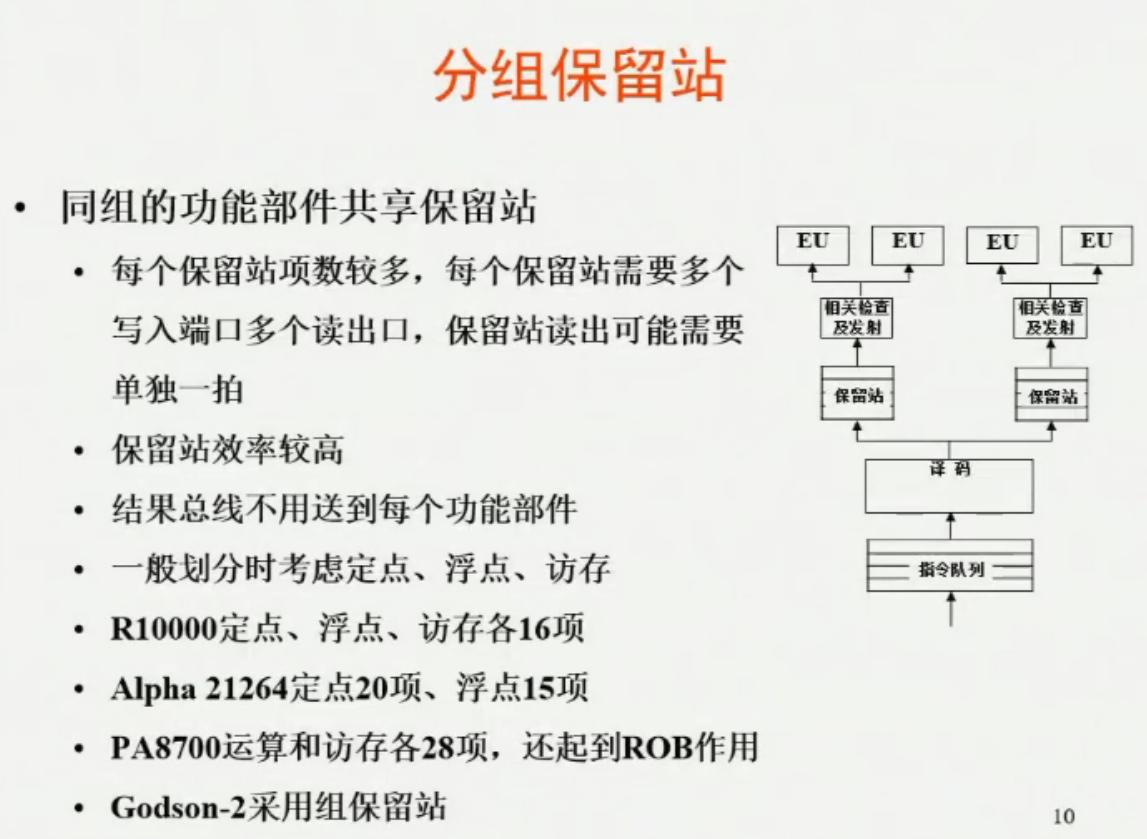 分组保留站
• 同组的功能部件共享保留站
• 每个保留站项数较多，每个保留站需要多个
写入端口多个读出口，保留站读出可能需要
单独一拍
• 保留站效率较高
• 结果总线不用送到每个功能部件
• 一般划分时考虑定点、浮点、访存
• R10000定点、浮点、访存各16项
• Alpha 21264定点20项、浮点15项
• PA8700运算和访存各28项，还起到ROB作用
• Godson-2采用组保留站
EU EU EU EU
相关检查 相关检查
及发射 及发射
保留站 保留站
译 码
指令队列
10